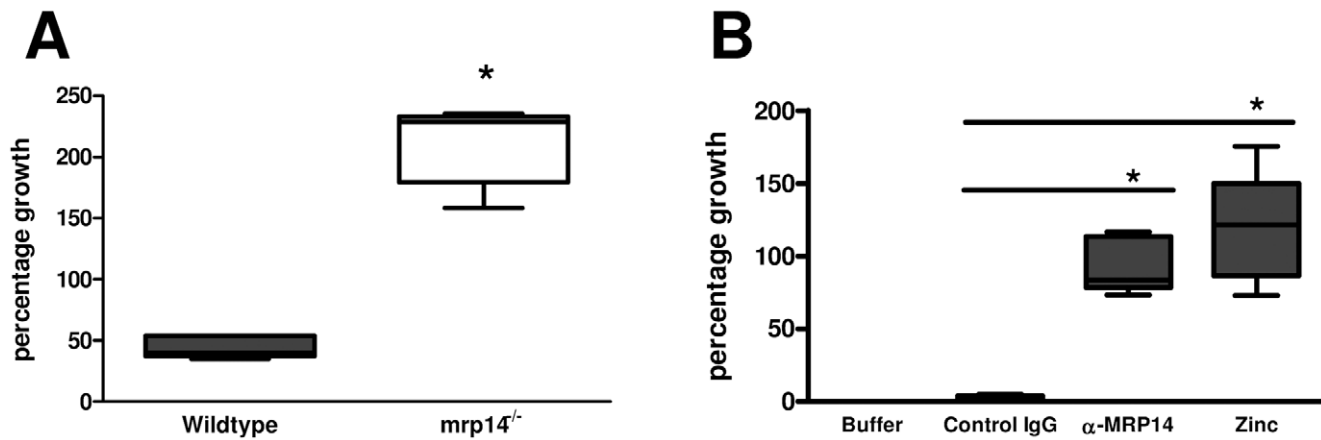 A
percentage growth
250
200
150
100
50
0
*
Wildtype
mrp14-/-
B
percentage growth
200
150
100
50
0
*
*
Buffer
Control IgG
α-MRP14
Zinc